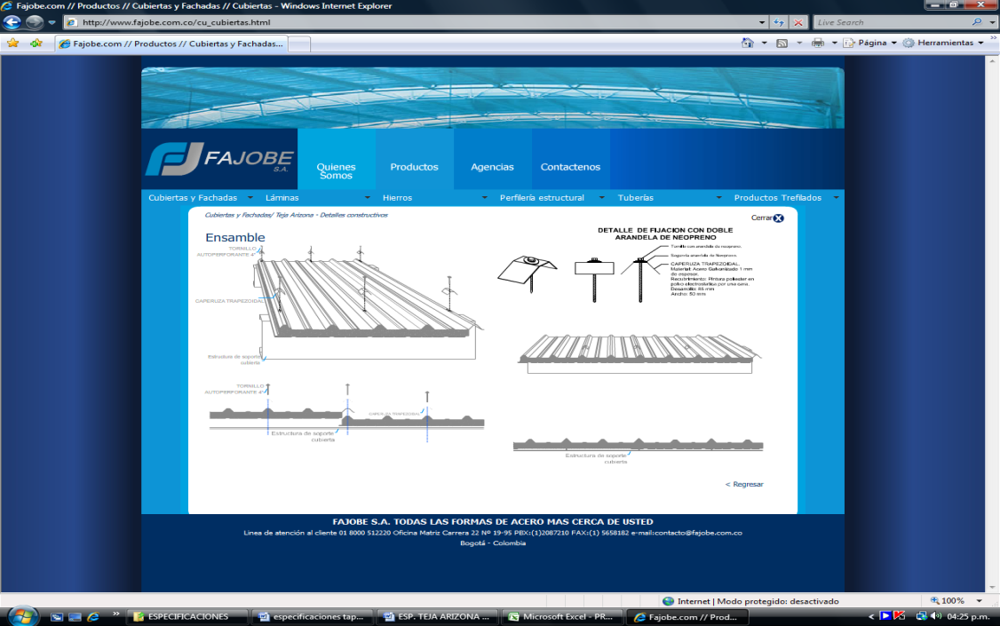 Fajobe.com // Productos // Cubiertas y Fachadas // Cubiertas - Windows Internet Explorer
http://www.fajobe.com.co/cu_cubiertas.html
Live Search
Fajobe.com // Productos // Cubiertas y Fachadas...
Página
Herramientas
FAJOBE
S.A.
Quienes
Somos
Productos
Agencias
Contactenos
Cubiertas y Fachadas
Láminas
Hierros
Perfilería estructural
Tuberías
Productos Trefilados
Cubiertas y Fachadas/ Teja Arizona - Detalles constructivos
Cerrar X
Ensamble
TORNILLO
AUTOPERFORANTE 4"
CAPERUZA TRAPEZOIDAL
Estructura de soporte
cubierta
DETALLE DE FIJACION CON DOBLE
ARANDELA DE NEOPRENO
Tornillo con arandela de neopreno.
Segunda arandela de Neopreno.
CAPERUZA TRAPEZOIDAL.
Material: Acero Galvanizado 1 mm
de espesor.
Recubrimiento: Pintura poliester en
polvo electrostatica por una cara.
Desarrollo: 85 mm
Ancho: 50 mm
TORNILLO
AUTOPERFORANTE 4"
CAPERUZA TRAPEZOIDAL
Estructura de soporte
cubierta
Estructura de soporte
cubierta
< Regresar
FAJOBE S.A. TODAS LAS FORMAS DE ACERO MAS CERCA DE USTED
Linea de atención al cliente 01 8000 512220 Oficina Matriz Carrera 22 Nº 19-95 PBX:(1)2087210 FAX:(1) 5658182 e-mail:contacto@fajobe.com.co
Bogotá - Colombia
Internet | Modo protegido: desactivado
100%
ESPECIFICACIONES
especificaciones tap...
ESP. TEJA ARIZONA ...
Microsoft Excel - PR...
Fajobe.com // Prod...
04:25 p.m.